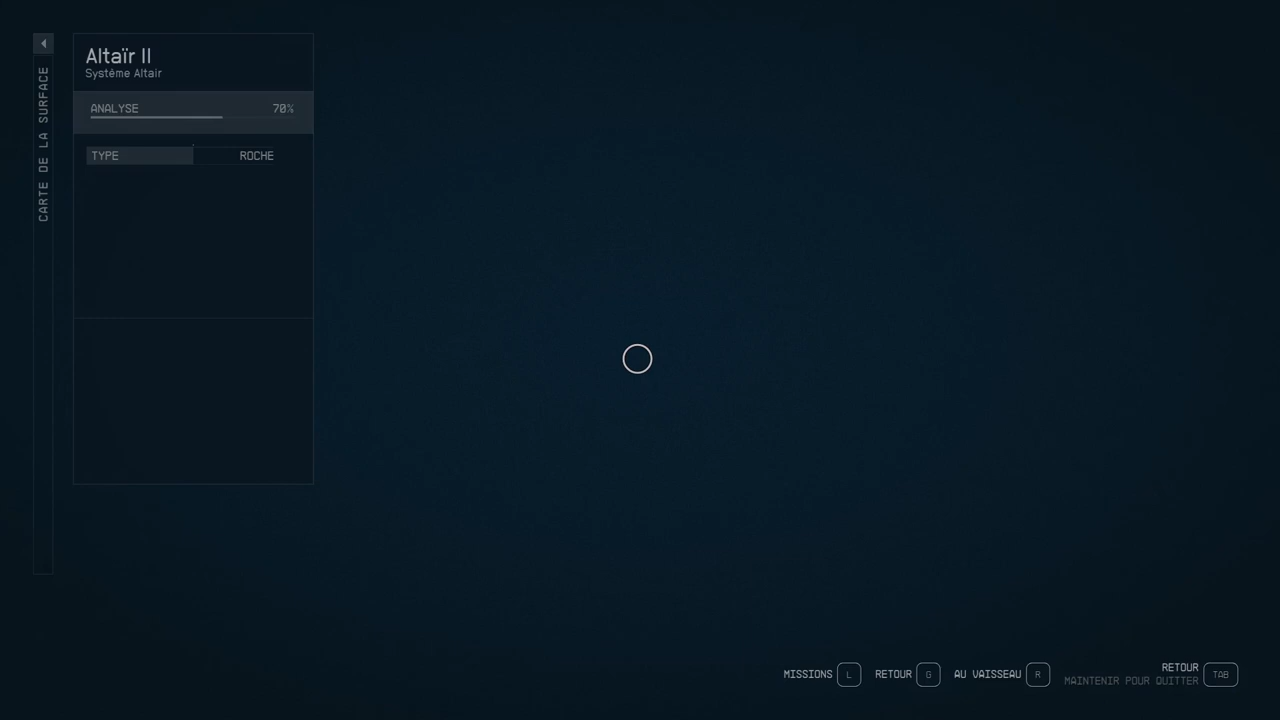 Altaïr II
Système Altair
ANALYSE 70%
TYPE ROCHE
CARTE DE LA SURFACE
MISSIONS L RETOUR G AU VAISSEAU R RETOUR TAB
MAINTENIR POUR QUITTER